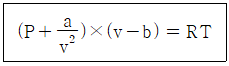 (P + a/v²) × (v − b) = RT